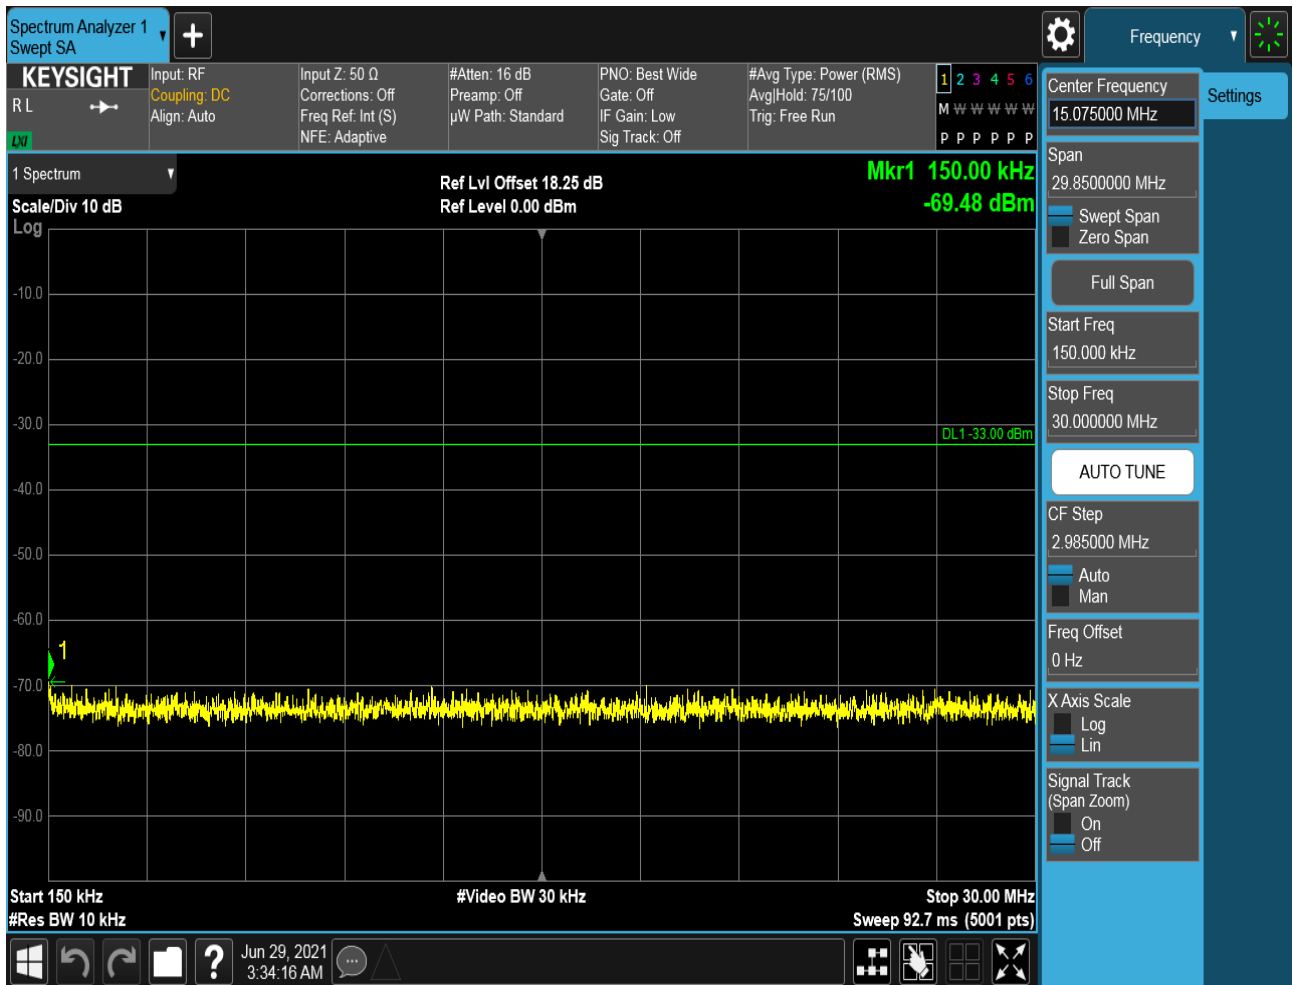 Spectrum Analyzer 1
Swept SA
Frequency
KEYSIGHT
R L
LXI
Input: RF
Coupling: DC
Align: Auto
Input Z: 50 Ω
Corrections: Off
Freq Ref: Int (S)
NFE: Adaptive
#Atten: 16 dB
Preamp: Off
µW Path: Standard
PNO: Best Wide
Gate: Off
IF Gain: Low
Sig Track: Off
#Avg Type: Power (RMS)
Avg|Hold: 75/100
Trig: Free Run
1 2 3 4 5 6
M W W W W W
P P P P P P
1 Spectrum
Scale/Div 10 dB
Log
Ref Lvl Offset 18.25 dB
Ref Level 0.00 dBm
Mkr1 150.00 kHz
-69.48 dBm
-10.0
-20.0
-30.0
DL1 -33.00 dBm
-40.0
-50.0
-60.0
1
-70.0
-80.0
-90.0
Start 150 kHz
#Res BW 10 kHz
#Video BW 30 kHz
Stop 30.00 MHz
Sweep 92.7 ms (5001 pts)
?
Jun 29, 2021
3:34:16 AM
Center Frequency
15.075000 MHz
Settings
Span
29.8500000 MHz
Swept Span
Zero Span
Full Span
Start Freq
150.000 kHz
Stop Freq
30.000000 MHz
AUTO TUNE
CF Step
2.985000 MHz
Auto
Man
Freq Offset
0 Hz
X Axis Scale
Log
Lin
Signal Track
(Span Zoom)
On
Off